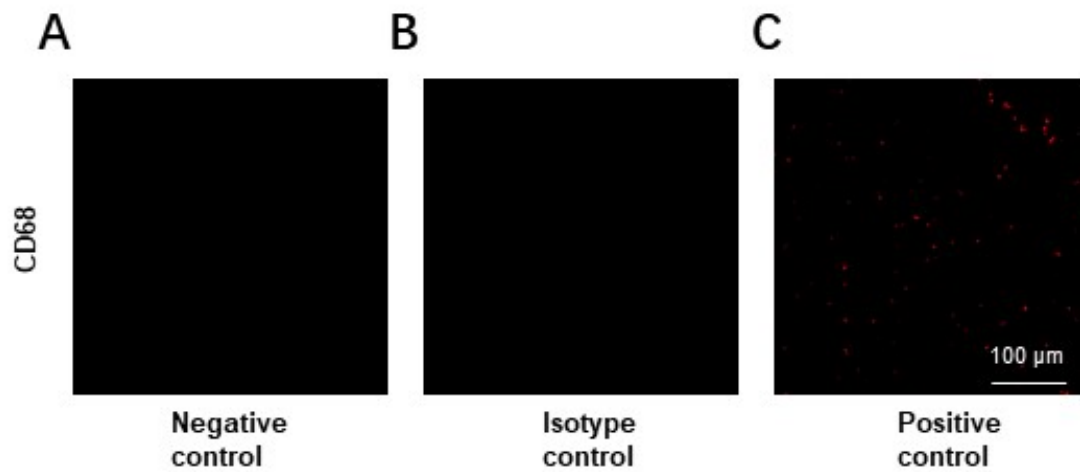 A
B
C
CD68
100 μm
Negative
control
Isotype
control
Positive
control